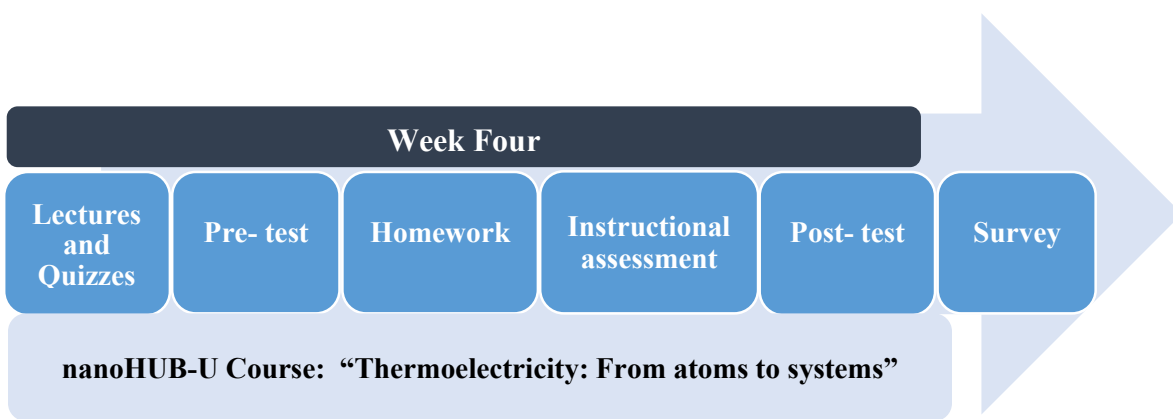 Week Four
Lectures
and
Quizzes
Pre- test
Homework
Instructional
assessment
Post- test
Survey
nanoHUB-U Course:  “Thermoelectricity: From atoms to systems”